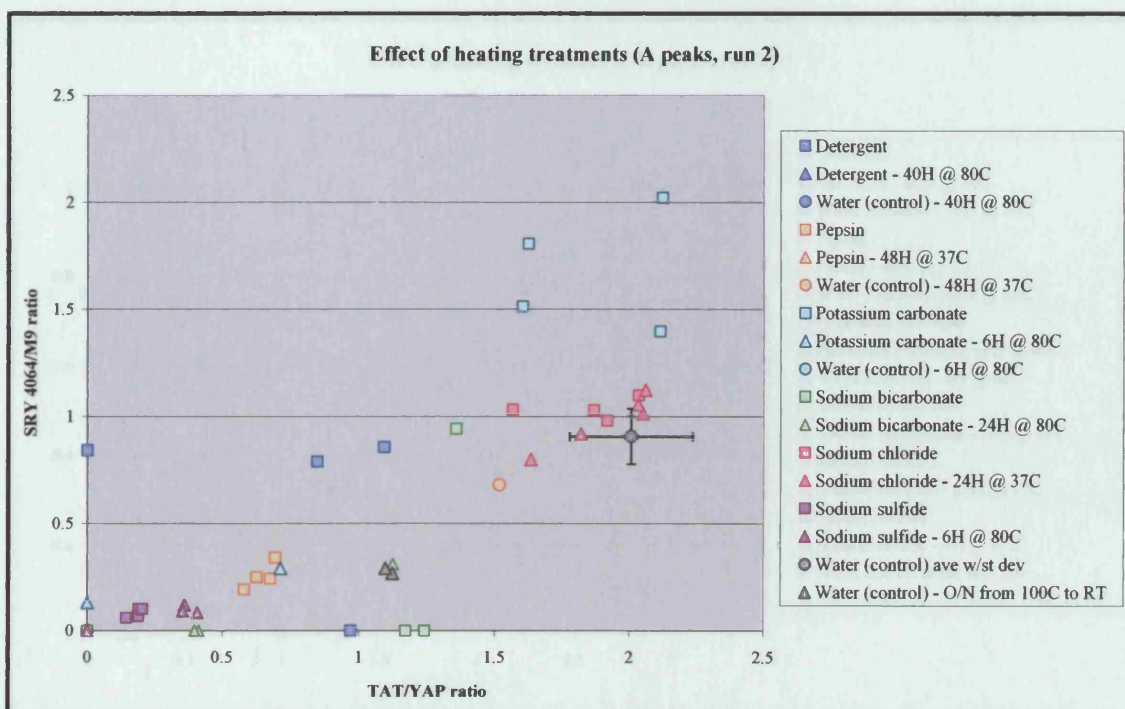 Effect of heating treatments (A peaks, run 2)
2.5
2
1.5
1
0.5
0
SRY 4064/M9 ratio
0
0.5
1
1.5
2
2.5
TAT/YAP ratio
Detergent
Detergent - 40H @ 80C
Water (control) - 40H @ 80C
Pepsin
Pepsin - 48H @ 37C
Water (control) - 48H @ 37C
Potassium carbonate
Potassium carbonate - 6H @ 80C
Water (control) - 6H @ 80C
Sodium bicarbonate
Sodium bicarbonate - 24H @ 80C
Sodium chloride
Sodium chloride - 24H @ 37C
Sodium sulfide
Sodium sulfide - 6H @ 80C
Water (control) ave w/st dev
Water (control) - O/N from 100C to RT